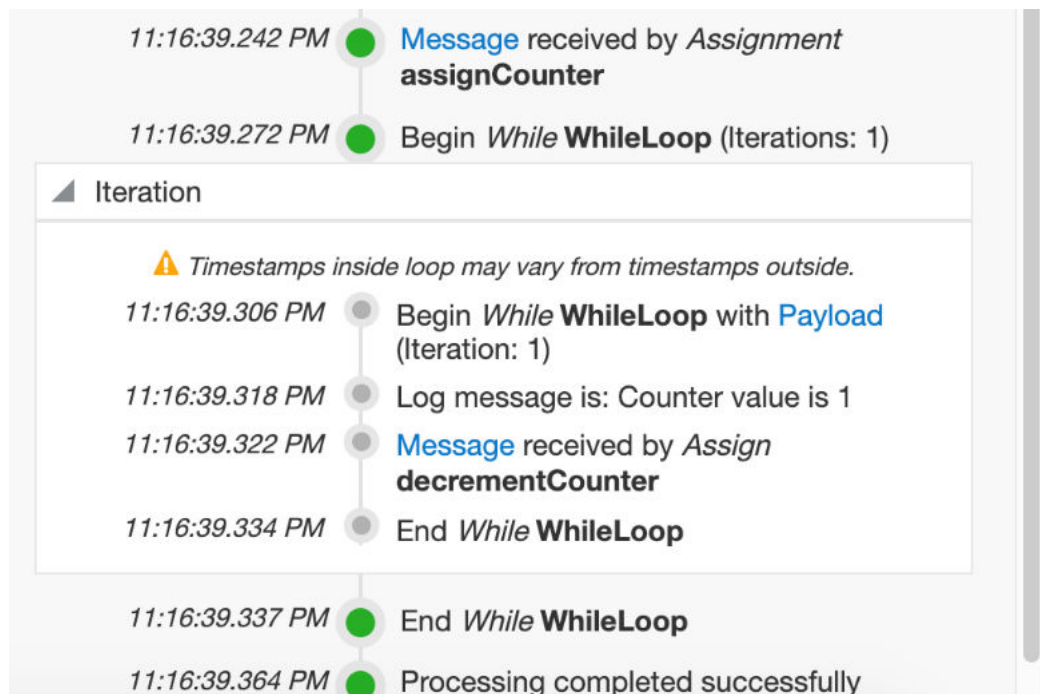 11:16:39.242 PM Message received by Assignment
assignCounter
11:16:39.272 PM Begin While WhileLoop (Iterations: 1)
Iteration
Timestamps inside loop may vary from timestamps outside.
11:16:39.306 PM Begin While WhileLoop with Payload
(Iteration: 1)
11:16:39.318 PM Log message is: Counter value is 1
11:16:39.322 PM Message received by Assign
decrementCounter
11:16:39.334 PM End While WhileLoop
11:16:39.337 PM End While WhileLoop
11:16:39.364 PM Processing completed successfully